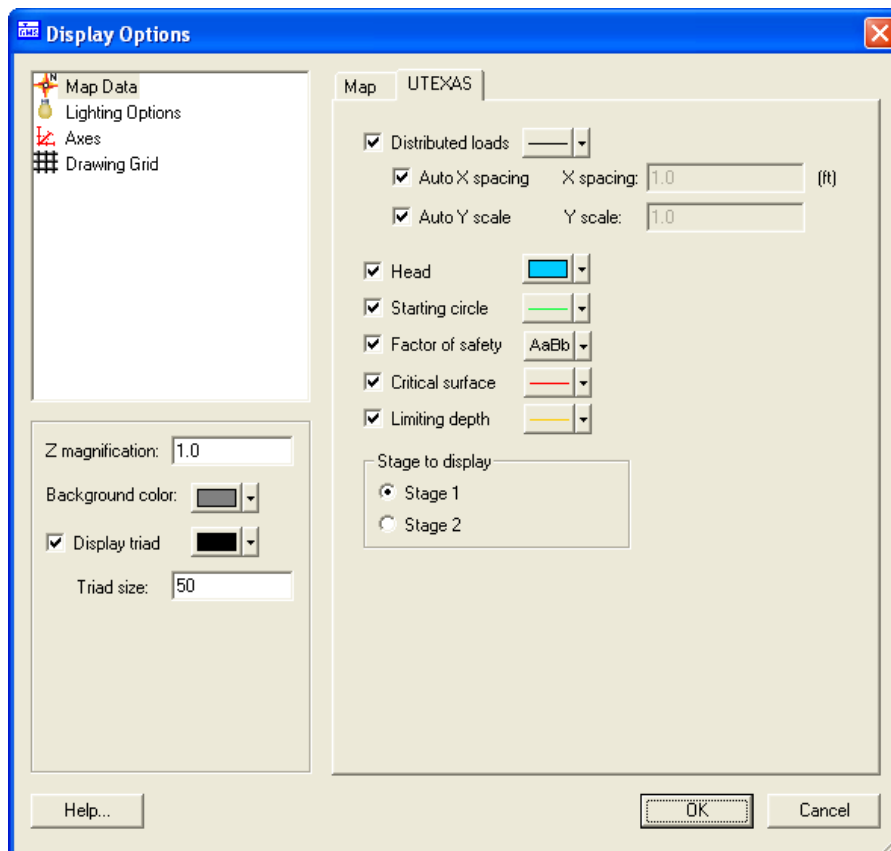 GMS Display Options
N
Map Data
Lighting Options
Axes
Drawing Grid
Z magnification: 1.0
Background color:
Display triad
Triad size: 50
Map UTEXAS
Distributed loads
Auto X spacing X spacing: 1.0 (ft)
Auto Y scale Y scale: 1.0
Head
Starting circle
Factor of safety AaBb
Critical surface
Limiting depth
Stage to display
Stage 1
Stage 2
Help... OK Cancel